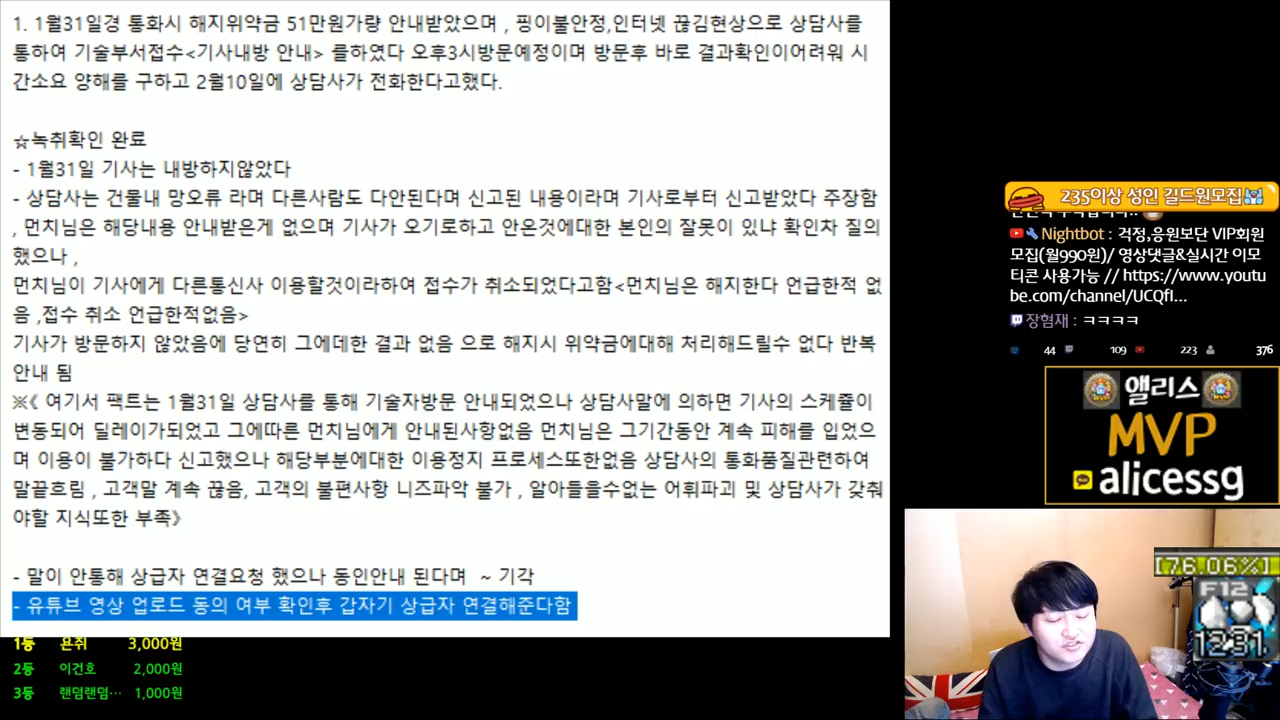 1. 1월31일경 통화시 해지위약금 51만원가량 안내받았으며 , 핑이불안정,인터넷 끊김현상으로 상담사를
통하여 기술부서접수<기사내방 안내> 를하였다 오후3시방문예정이며 방문후 바로 결과확인이어려워 시
간소요 양해를 구하고 2월10일에 상담사가 전화한다고했다.
☆녹취확인 완료
- 1월31일 기사는 내방하지않았다
- 상담사는 건물내 망오류 라며 다른사람도 다안된다며 신고된 내용이라며 기사로부터 신고받았다 주장함
, 먼치님은 해당내용 안내받은게 없으며 기사가 오기로하고 안온것에대한 본인의 잘못이 있냐 확인차 질의
했으나 ,
먼치님이 기사에게 다른통신사 이용할것이라하여 접수가 취소되었다고함<먼치님은 해지한다 언급한적 없
음 ,접수 취소 언급한적없음>
기사가 방문하지 않았음에 당연히 그에데한 결과 없음 으로 해지시 위약금에대해 처리해드릴수 없다 반복
안내 됨
※《 여기서 팩트는 1월31일 상담사를 통해 기술자방문 안내되었으나 상담사말에 의하면 기사의 스케쥴이
변동되어 딜레이가되었고 그에따른 먼치님에게 안내된사항없음 먼치님은 그기간동안 계속 피해를 입었으
며 이용이 불가하다 신고했으나 해당부분에대한 이용정지 프로세스또한없음 상담사의 통화품질관련하여
말끝흐림 , 고객말 계속 끊음, 고객의 불편사항 니즈파악 불가 , 알아들을수없는 어휘파괴 및 상담사가 갖춰
야할 지식또한 부족》
- 말이 안통해 상급자 연결요청 했으나 동인안내 된다며 ~ 기각
- 유튜브 영상 업로드 동의 여부 확인후 갑자기 상급자 연결해준다함
1등 욘쥐 3,000원
2등 이건호 2,000원
3등 랜덤랜덤… 1,000원
235이상 성인 길드원모집
Nightbot : 걱정,응원보단 VIP회원
모집(월990원)/ 영상댓글&실시간 이모
티콘 사용가능 // https://www.youtu
be.com/channel/UCQfI...
장혐재 : ㅋㅋㅋㅋ
44 109 223 376
앨리스
MVP
alicessg
[76.06%]
F12
1231